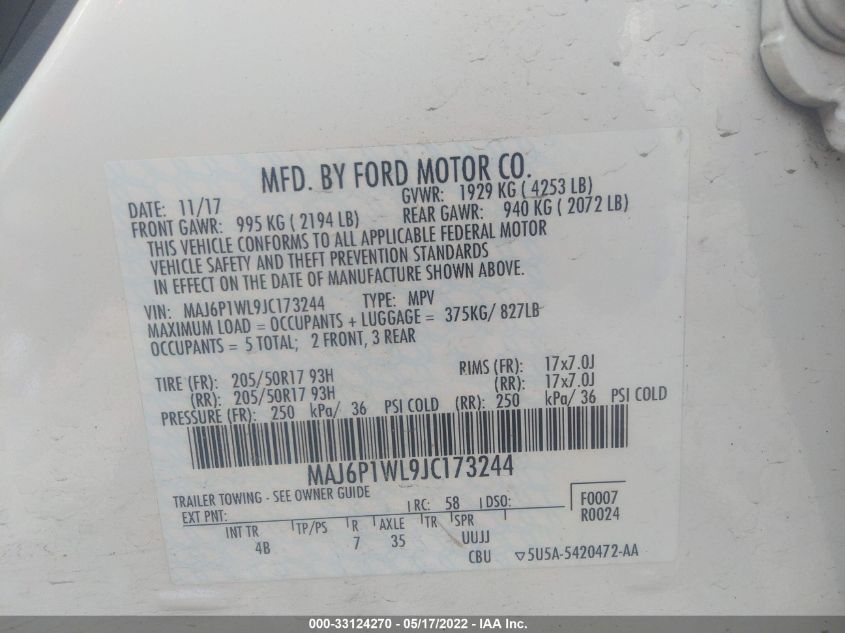 MFD. BY FORD MOTOR CO.
DATE: 11/17 GVWR: 1929 KG ( 4253 LB)
FRONT GAWR: 995 KG ( 2194 LB) REAR GAWR: 940 KG ( 2072 LB)
THIS VEHICLE CONFORMS TO ALL APPLICABLE FEDERAL MOTOR
VEHICLE SAFETY AND THEFT PREVENTION STANDARDS
IN EFFECT ON THE DATE OF MANUFACTURE SHOWN ABOVE.
VIN: MAJ6P1WL9JC173244 TYPE: MPV
MAXIMUM LOAD = OCCUPANTS + LUGGAGE = 375KG/ 827LB
OCCUPANTS = 5 TOTAL; 2 FRONT, 3 REAR
TIRE (FR): 205/50R17 93H RIMS (FR): 17x7.0J
(RR): 205/50R17 93H (RR): 17x7.0J
PRESSURE (FR): 250 kPa/ 36 PSI COLD (RR): 250 kPa/ 36 PSI COLD
MAJ6P1WL9JC173244
TRAILER TOWING - SEE OWNER GUIDE
EXT PNT: RC: 58 DSO: F0007
R0024
INT TR TP/PS R AXLE TR SPR
4B 7 35 UUJJ
CBU ▽5U5A-5420472-AA
000-33124270 - 05/17/2022 - IAA Inc.